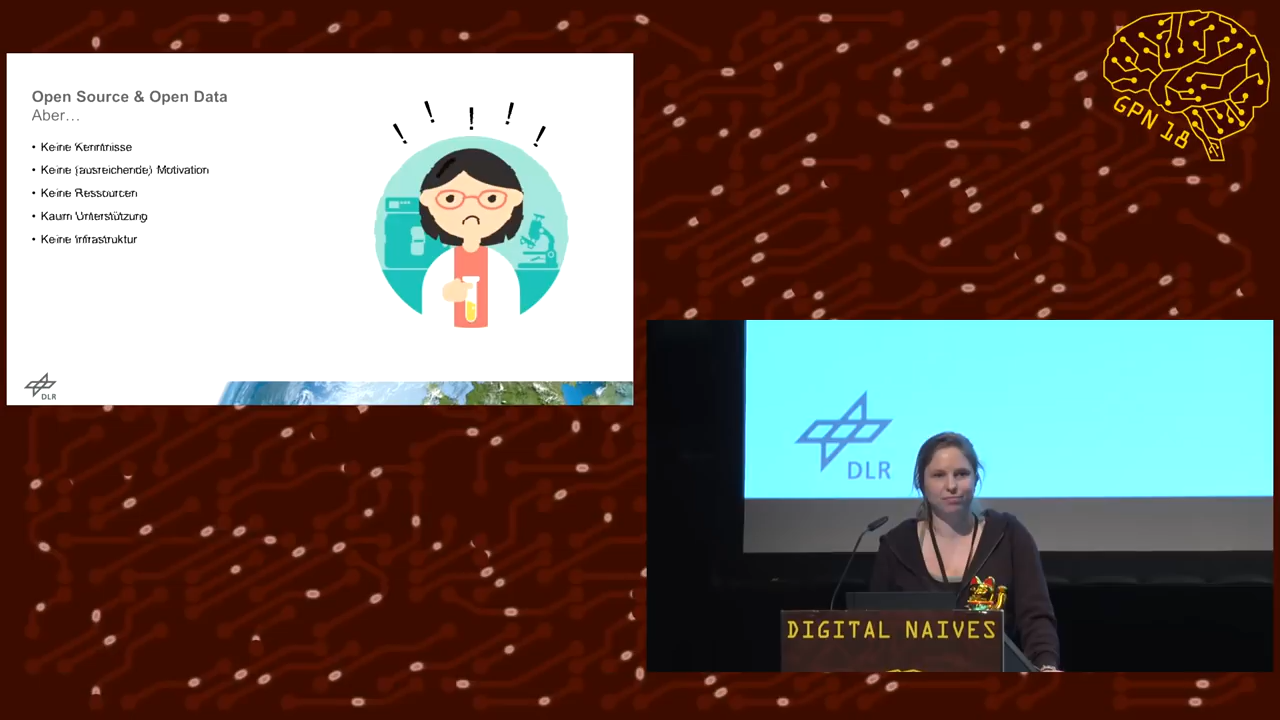 Open Source & Open Data
Aber…
• Keine Kenntnisse
• Keine (ausreichende) Motivation
• Keine Ressourcen
• Kaum Unterstützung
• Keine Infrastruktur
! ! ! ! !
DLR
GPN 18
DLR
DIGITAL NAIVES